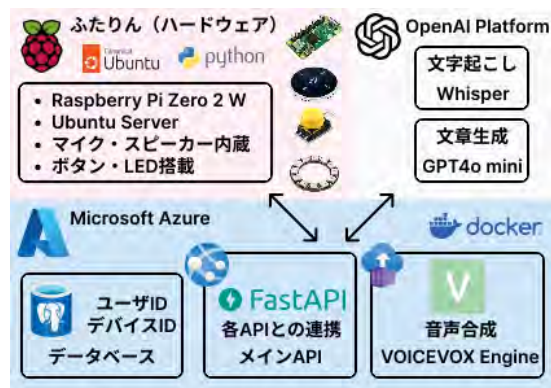 ふたりん（ハードウェア）
Canonical
Ubuntu
python
• Raspberry Pi Zero 2 W
• Ubuntu Server
• マイク・スピーカー内蔵
• ボタン・LED搭載
OpenAI Platform
文字起こし
Whisper
文章生成
GPT4o mini
Microsoft Azure
docker
ユーザID
デバイスID
データベース
FastAPI
各APIとの連携
メインAPI
V
音声合成
VOICEVOX Engine